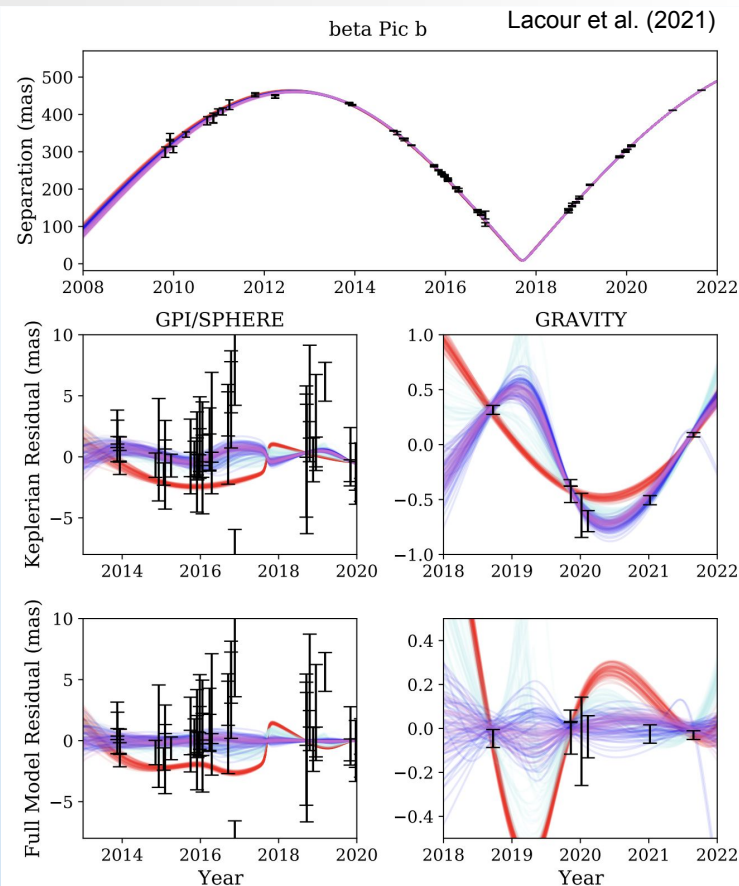 Lacour et al. (2021)
beta Pic b
Separation (mas)
500
400
300
200
100
0
2008 2010 2012 2014 2016 2018 2020 2022
GPI/SPHERE
Keplerian Residual (mas)
10
5
0
−5
2014 2016 2018 2020
GRAVITY
1.0
0.5
0.0
−0.5
−1.0
2018 2019 2020 2021 2022
Full Model Residual (mas)
10
5
0
−5
2014 2016 2018 2020
Year
0.4
0.2
0.0
−0.2
−0.4
2018 2019 2020 2021 2022
Year